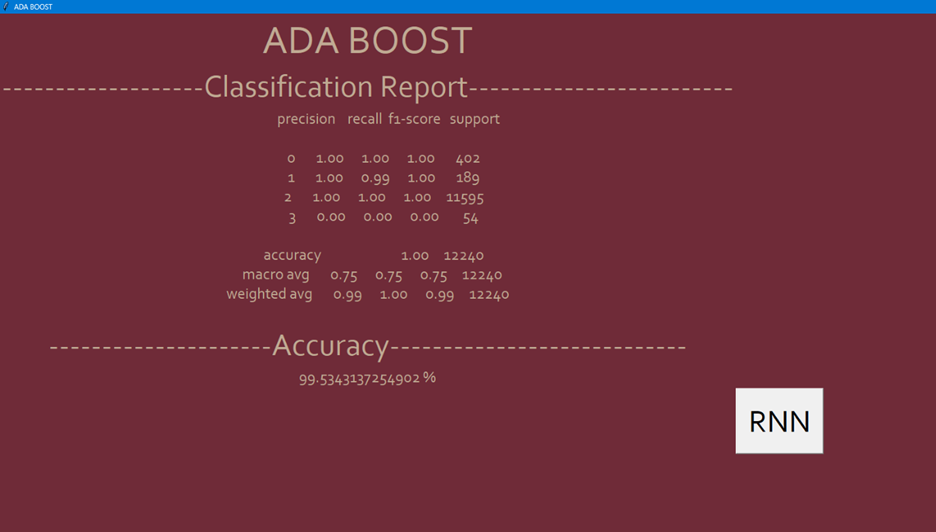 ADA BOOST
ADA BOOST
-------------------Classification Report-------------------------
precision recall f1-score support
0 1.00 1.00 1.00 402
1 1.00 0.99 1.00 189
2 1.00 1.00 1.00 11595
3 0.00 0.00 0.00 54
accuracy 1.00 12240
macro avg 0.75 0.75 0.75 12240
weighted avg 0.99 1.00 0.99 12240
---------------------Accuracy----------------------------
99.5343137254902 %
RNN